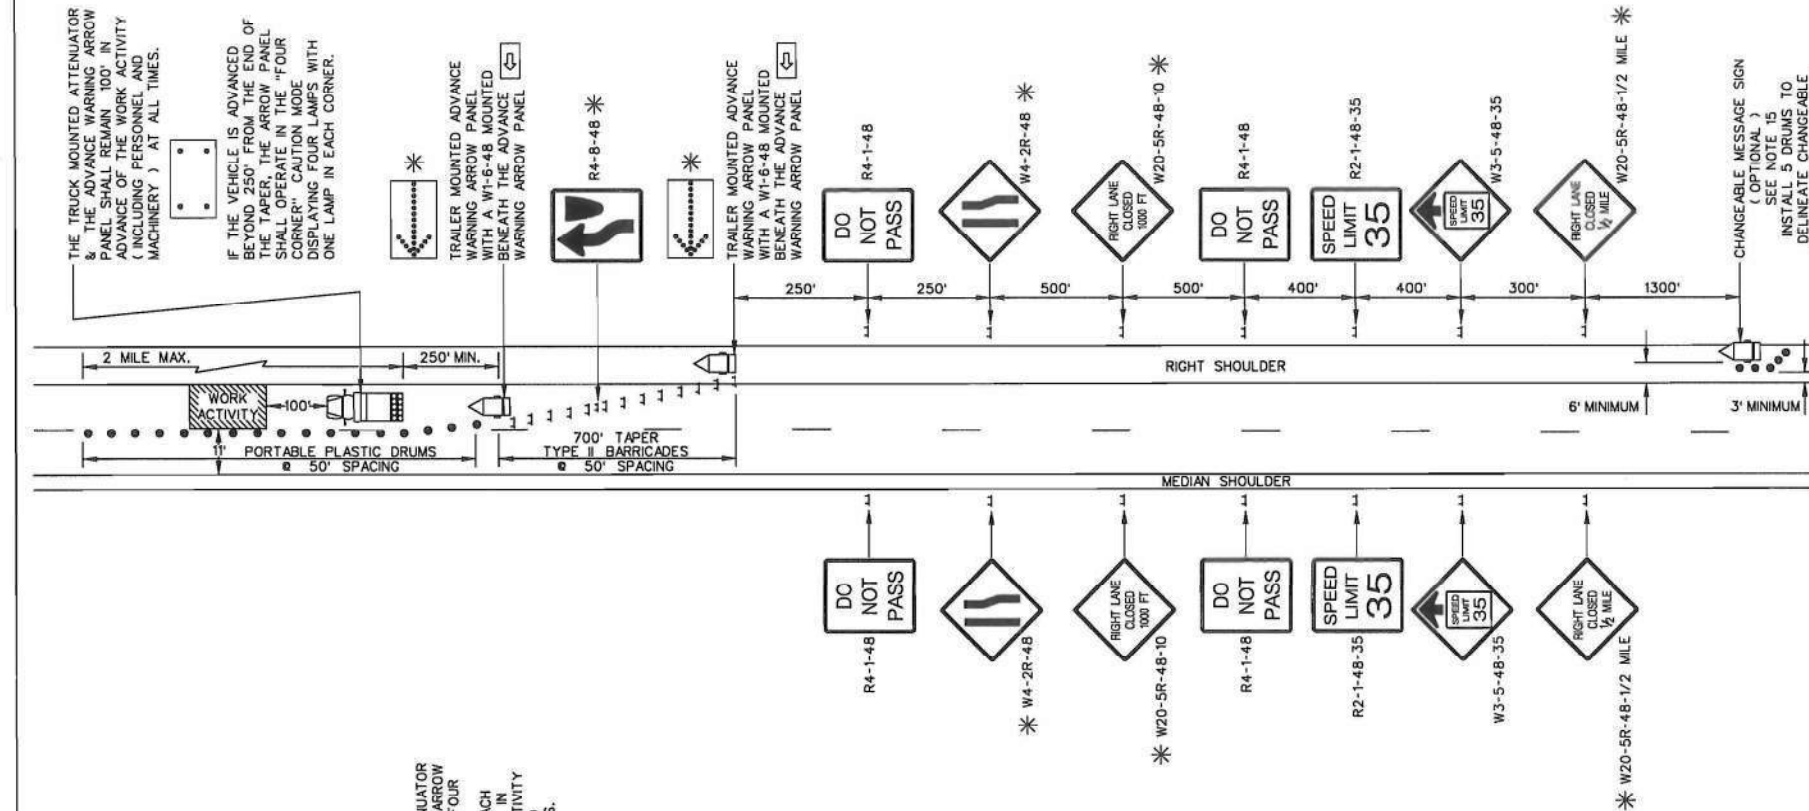 THE TRUCK MOUNTED ATTENUATOR
& THE ADVANCE WARNING ARROW
PANEL SHALL REMAIN 100' IN
ADVANCE OF THE WORK ACTIVITY
( INCLUDING PERSONNEL AND
MACHINERY ) AT ALL TIMES.
IF THE VEHICLE IS ADVANCED
BEYOND 250' FROM THE END OF
THE TAPER, THE ARROW PANEL
SHALL OPERATE IN THE "FOUR
CORNER" CAUTION MODE
DISPLAYING FOUR LAMPS WITH
ONE LAMP IN EACH CORNER.
*
TRAILER MOUNTED ADVANCE
WARNING ARROW PANEL
WITH A W1-6-48 MOUNTED
BENEATH THE ADVANCE
WARNING ARROW PANEL
R4-8-48 *
*
TRAILER MOUNTED ADVANCE
WARNING ARROW PANEL
WITH A W1-6-48 MOUNTED
BENEATH THE ADVANCE
WARNING ARROW PANEL
DO
NOT
PASS
R4-1-48
W4-2R-48 *
RIGHT LANE
CLOSED
1000 FT
W20-5R-48-10 *
DO
NOT
PASS
R4-1-48
SPEED
LIMIT
35
R2-1-48-35
SPEED
LIMIT
35
W3-5-48-35
RIGHT LANE
CLOSED
1/2 MILE
W20-5R-48-1/2 MILE *
CHANGEABLE MESSAGE SIGN
( OPTIONAL )
SEE NOTE 15
INSTALL 5 DRUMS TO
DELINEATE CHANGEABLE
250'
250'
500'
500'
400'
400'
300'
1300'
2 MILE MAX.
250' MIN.
RIGHT SHOULDER
WORK
ACTIVITY
100'
6' MINIMUM
3' MINIMUM
11'
PORTABLE PLASTIC DRUMS
@ 50' SPACING
700' TAPER
TYPE II BARRICADES
@ 50' SPACING
MEDIAN SHOULDER
DO
NOT
PASS
R4-1-48
* W4-2R-48
RIGHT LANE
CLOSED
1000 FT
* W20-5R-48-10
DO
NOT
PASS
R4-1-48
SPEED
LIMIT
35
R2-1-48-35
SPEED
LIMIT
35
W3-5-48-35
RIGHT LANE
CLOSED
1/2 MILE
* W20-5R-48-1/2 MILE
NUATOR
ARROW
FOUR
ACH
IN
TIVITY
S.